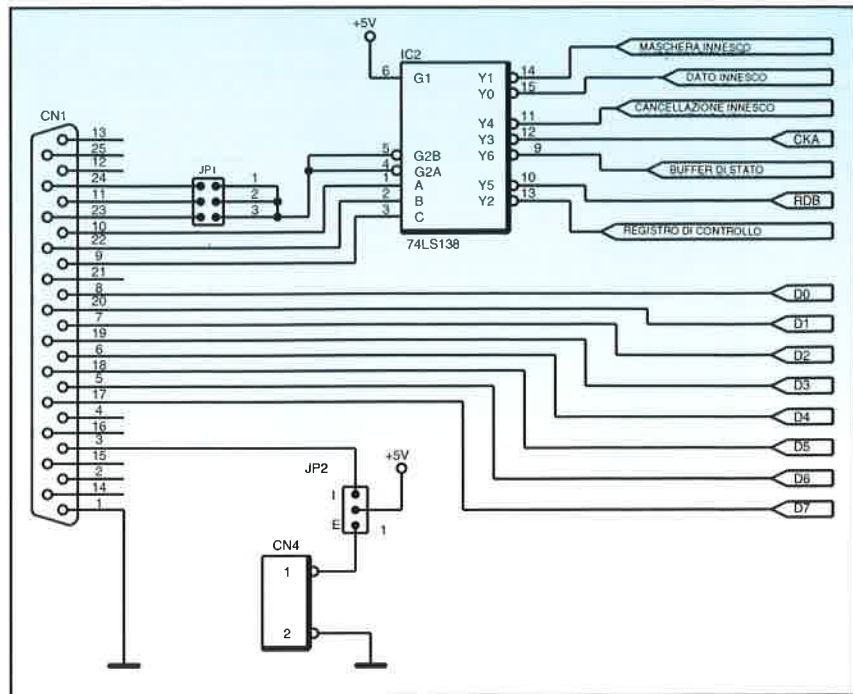 +5V
IC2
6
G1
Y1
14
MASCHERA INNESCO
Y0
15
DATO INNESCO
Y4
11
CANCELLAZIONE INNESCO
Y3
12
CKA
5
G2B
Y6
9
BUFFER DI STATO
4
G2A
1
A
Y5
10
RDB
2
B
Y2
13
REGISTRO DI CONTROLLO
3
C
74LS138
CN1
13
25
12
24
11
23
10
22
9
21
8
20
7
19
6
18
5
17
4
16
3
15
2
14
1
JP1
1
2
3
D0
D1
D2
D3
D4
D5
D6
D7
JP2
+5V
I
E
1
CN4
1
2